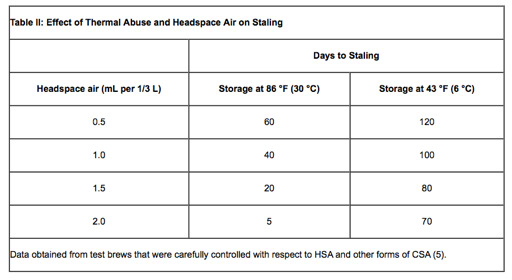 Table II: Effect of Thermal Abuse and Headspace Air on Staling
Days to Staling
Headspace air (mL per 1/3 L) Storage at 86 °F (30 °C) Storage at 43 °F (6 °C)
0.5 60 120
1.0 40 100
1.5 20 80
2.0 5 70
Data obtained from test brews that were carefully controlled with respect to HSA and other forms of CSA (5).